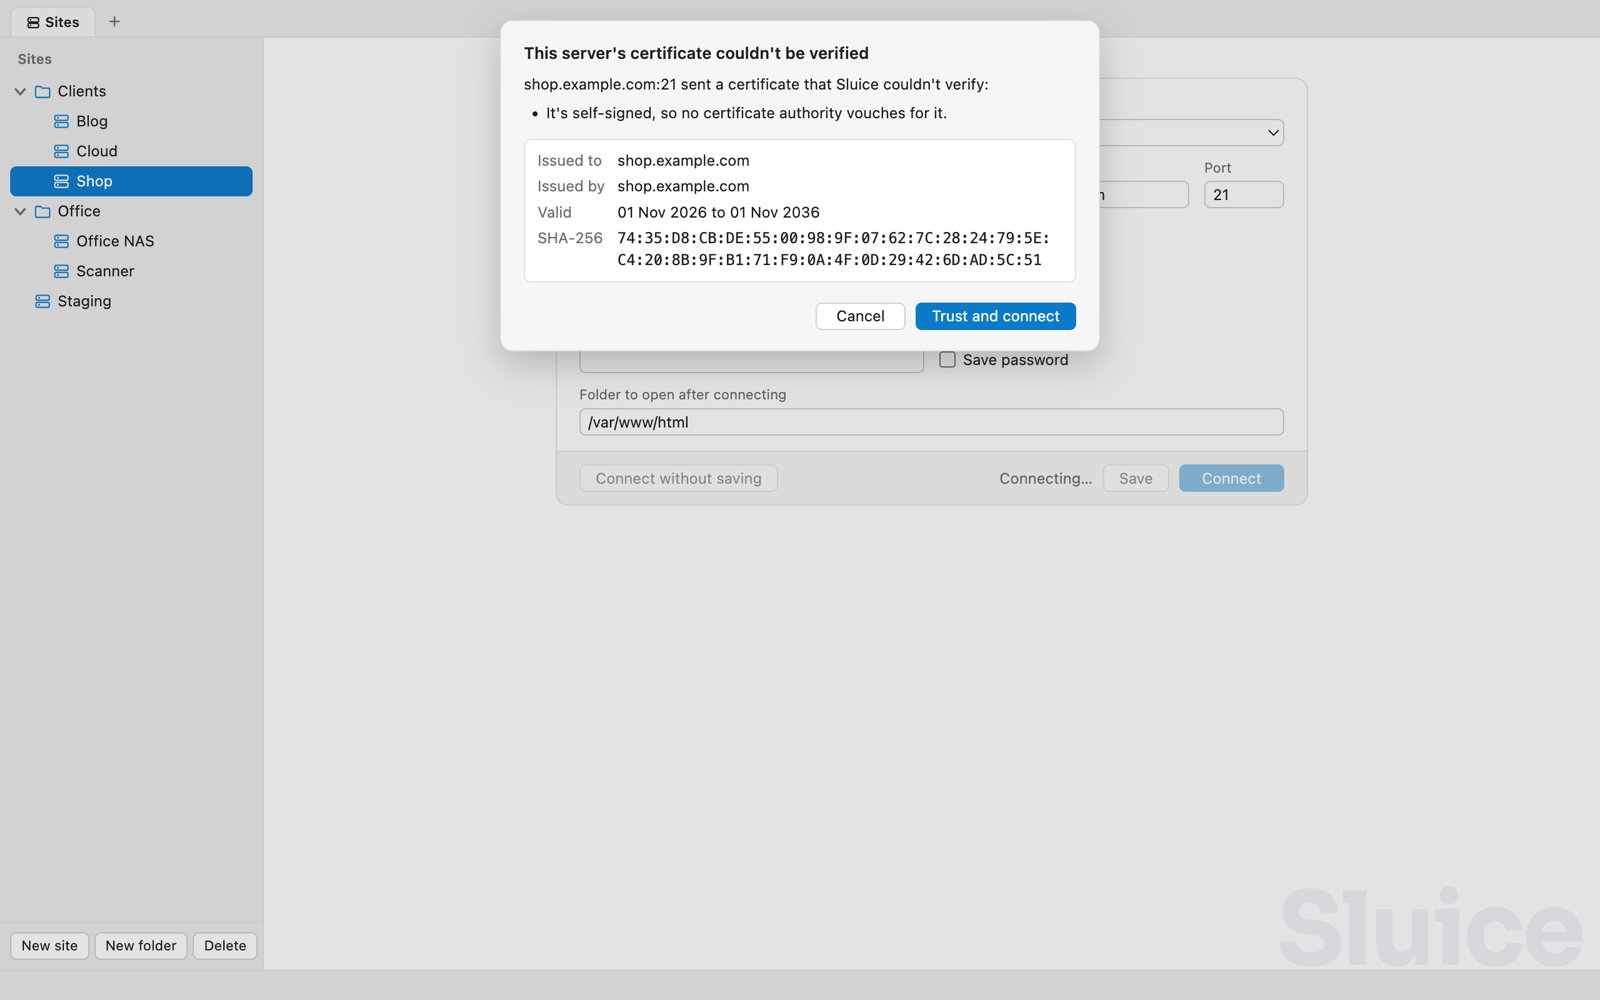 Sites
Sites
Clients
Blog
Cloud
Shop
Office
Office NAS
Scanner
Staging
New site
New folder
Delete
This server's certificate couldn't be verified
shop.example.com:21 sent a certificate that Sluice couldn't verify:
• It's self-signed, so no certificate authority vouches for it.
Issued to shop.example.com
Issued by shop.example.com
Valid 01 Nov 2026 to 01 Nov 2036
SHA-256 74:35:D8:CB:DE:55:00:98:9F:07:62:7C:28:24:79:5E:
C4:20:8B:9F:B1:71:F9:0A:4F:0D:29:42:6D:AD:5C:51
Cancel
Trust and connect
Port
21
Save password
Folder to open after connecting
/var/www/html
Connect without saving
Connecting...
Save
Connect
Sluice